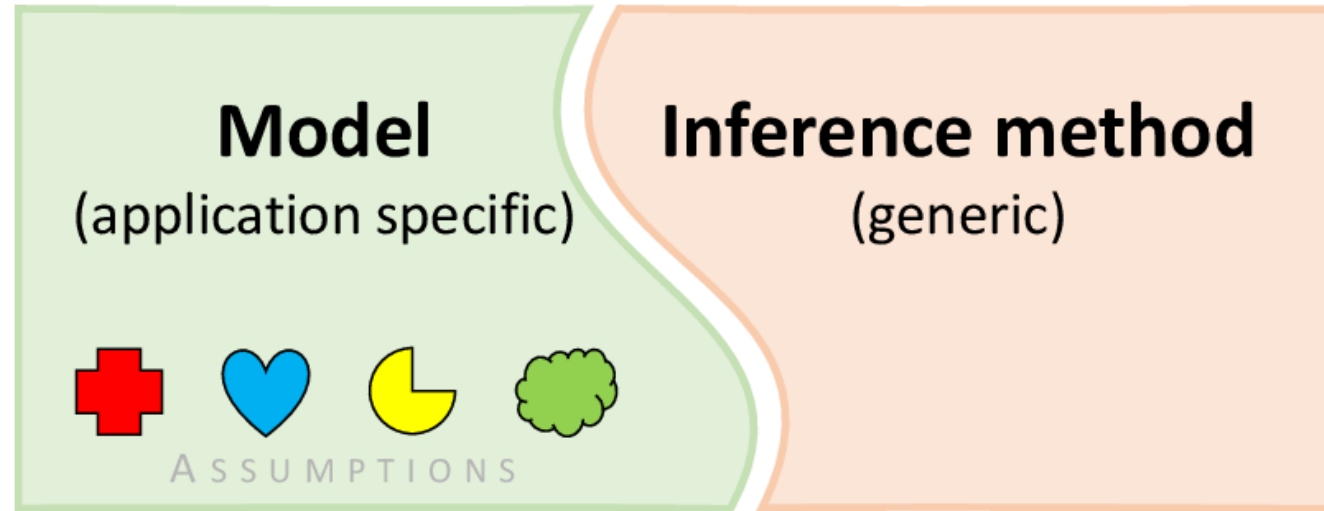 Model
(application specific)
ASSUMPTIONS
Inference method
(generic)